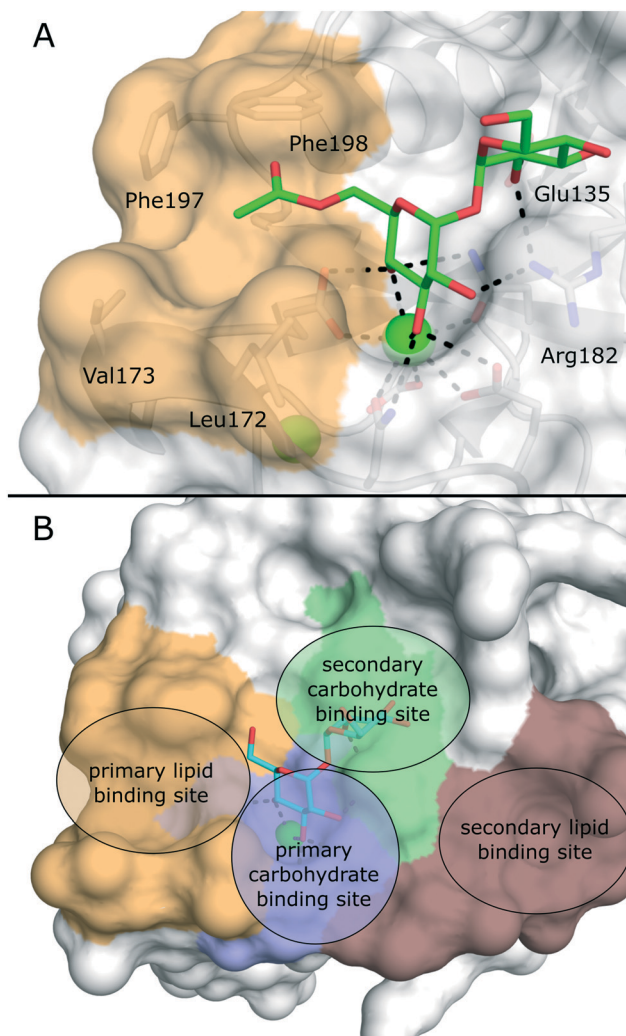 A
Phe198
Phe197
Glu135
Arg182
Val173
Leu172
B
secondary
carbohydrate
binding site
primary lipid
binding site
secondary lipid
binding site
primary
carbohydrate
binding site